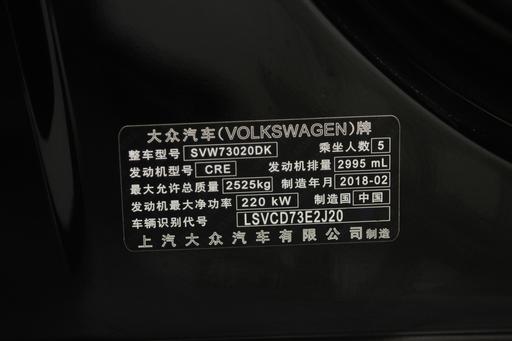 大众汽车(VOLKSWAGEN)牌
整车型号 SVW73020DK 乘坐人数 5
发动机型号 CRE 发动机排量 2995 mL
最大允许总质量 2525kg 制造年月 2018-02
发动机最大净功率 220 kW 制造国 中国
车辆识别代号 LSVCD73E2J20
上汽大众汽车有限公司制造